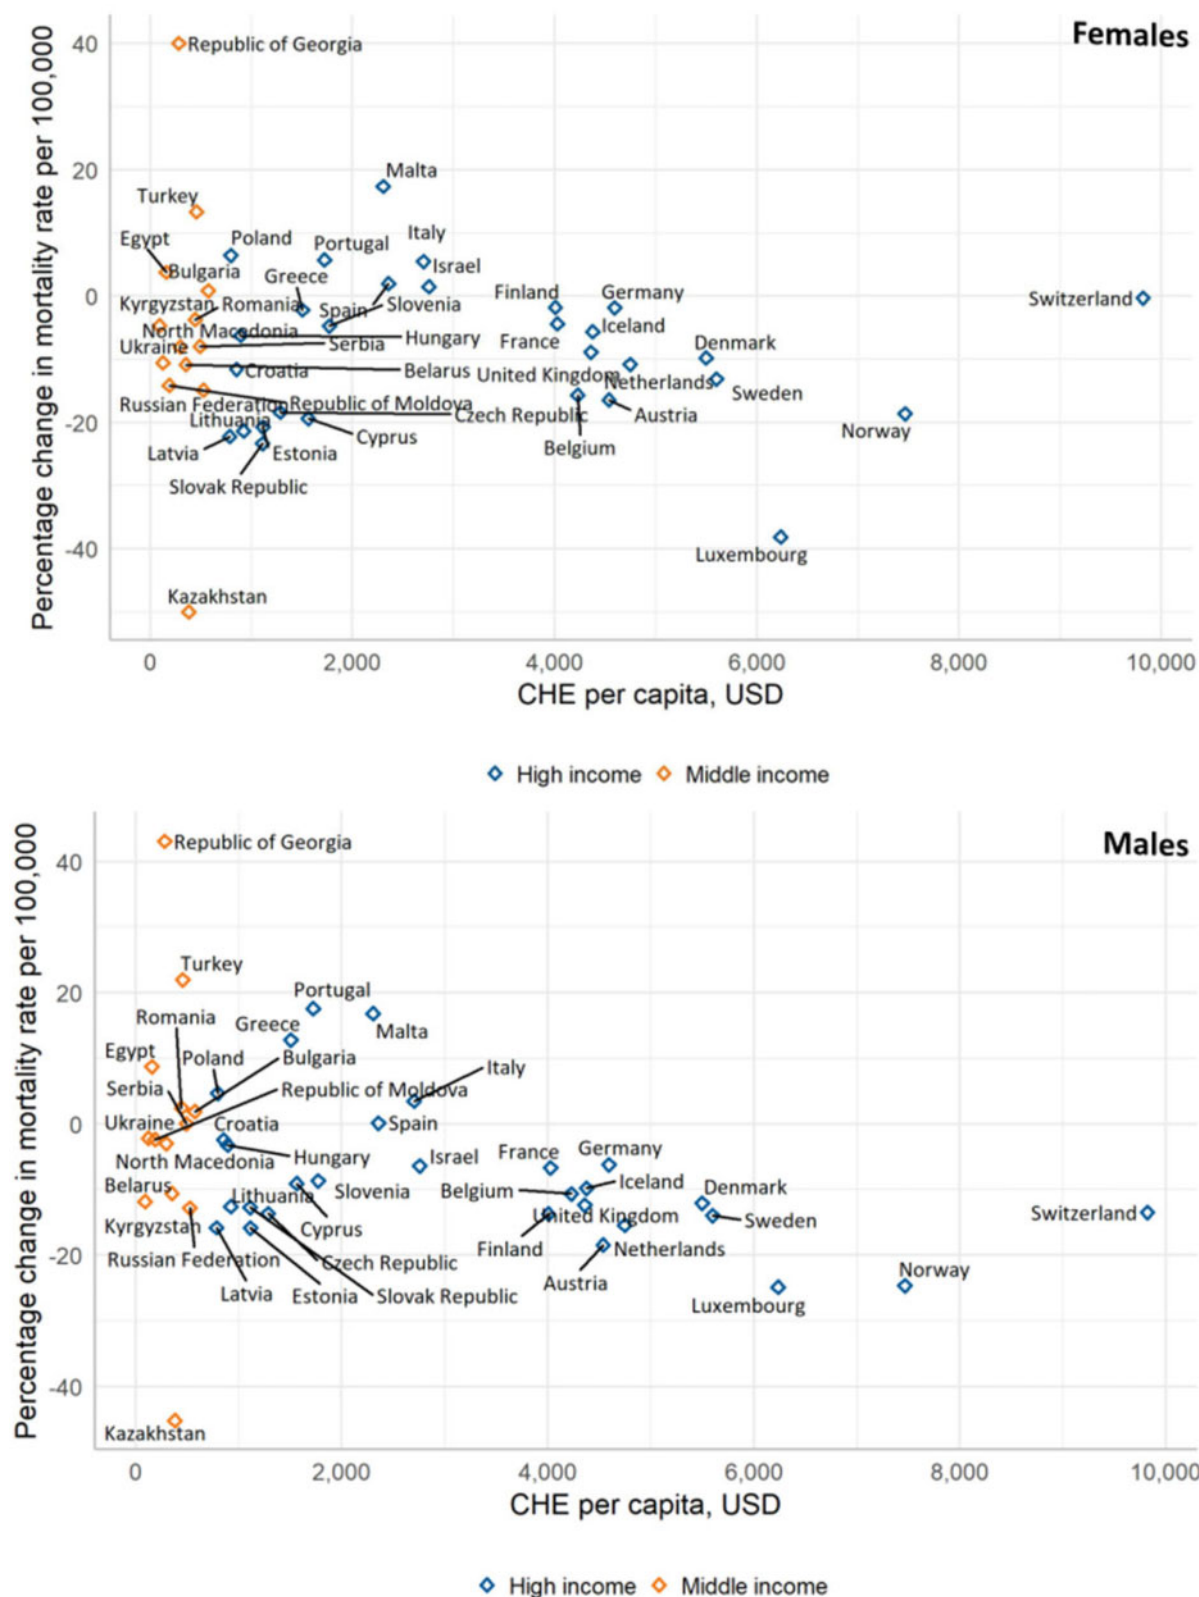 Females
Percentage change in mortality rate per 100,000
40
20
0
-20
-40
Republic of Georgia
Malta
Turkey
Egypt
Poland
Portugal
Italy
Bulgaria
Greece
Israel
Finland
Germany
Switzerland
Kyrgyzstan
Romania
Spain
Slovenia
North Macedonia
Hungary
France
Iceland
Ukraine
Serbia
Denmark
Croatia
Belarus
United Kingdom
Netherlands
Sweden
Russian Federation
Republic of Moldova
Lithuania
Czech Republic
Austria
Norway
Latvia
Estonia
Cyprus
Belgium
Slovak Republic
Luxembourg
Kazakhstan
0 2,000 4,000 6,000 8,000 10,000
CHE per capita, USD
High income Middle income
Males
Percentage change in mortality rate per 100,000
40
20
0
-20
-40
Republic of Georgia
Turkey
Portugal
Romania
Greece
Malta
Egypt
Poland
Bulgaria
Italy
Serbia
Republic of Moldova
Ukraine
Croatia
Spain
North Macedonia
Hungary
Israel
France
Germany
Belarus
Lithuania
Slovenia
Belgium
Iceland
Denmark
Kyrgyzstan
Cyprus
United Kingdom
Sweden
Switzerland
Russian Federation
Czech Republic
Finland
Netherlands
Latvia
Estonia
Slovak Republic
Austria
Norway
Luxembourg
Kazakhstan
0 2,000 4,000 6,000 8,000 10,000
CHE per capita, USD
High income Middle income